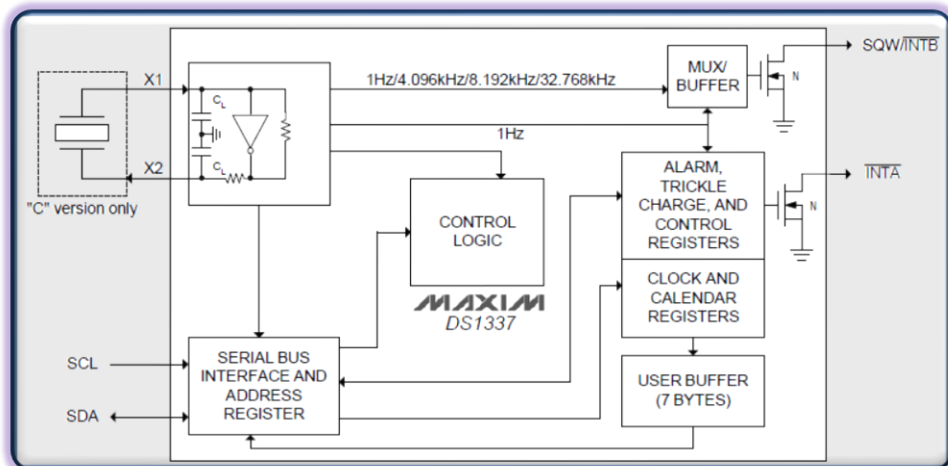 SQW/INTB
MUX/
BUFFER
N
1Hz/4.096kHz/8.192kHz/32.768kHz
X1
CL
1Hz
CL
X2
"C" version only
ALARM,
TRICKLE
CHARGE, AND
CONTROL
REGISTERS
INTA
N
CONTROL
LOGIC
CLOCK AND
CALENDAR
REGISTERS
MAXIM
DS1337
SCL
SDA
SERIAL BUS
INTERFACE AND
ADDRESS
REGISTER
USER BUFFER
(7 BYTES)